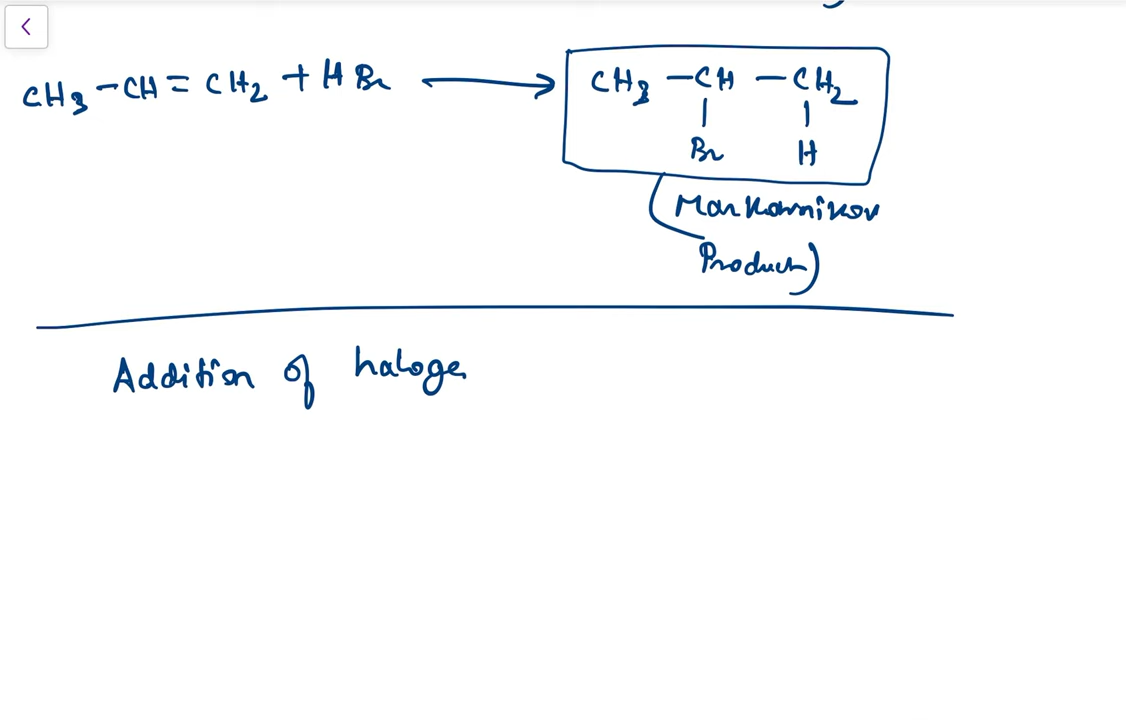 CH3-CH=CH2 + HBr ⟶ CH3-CH-CH2
| |
Br H
(Markovnikov
Product)
Addition of haloge